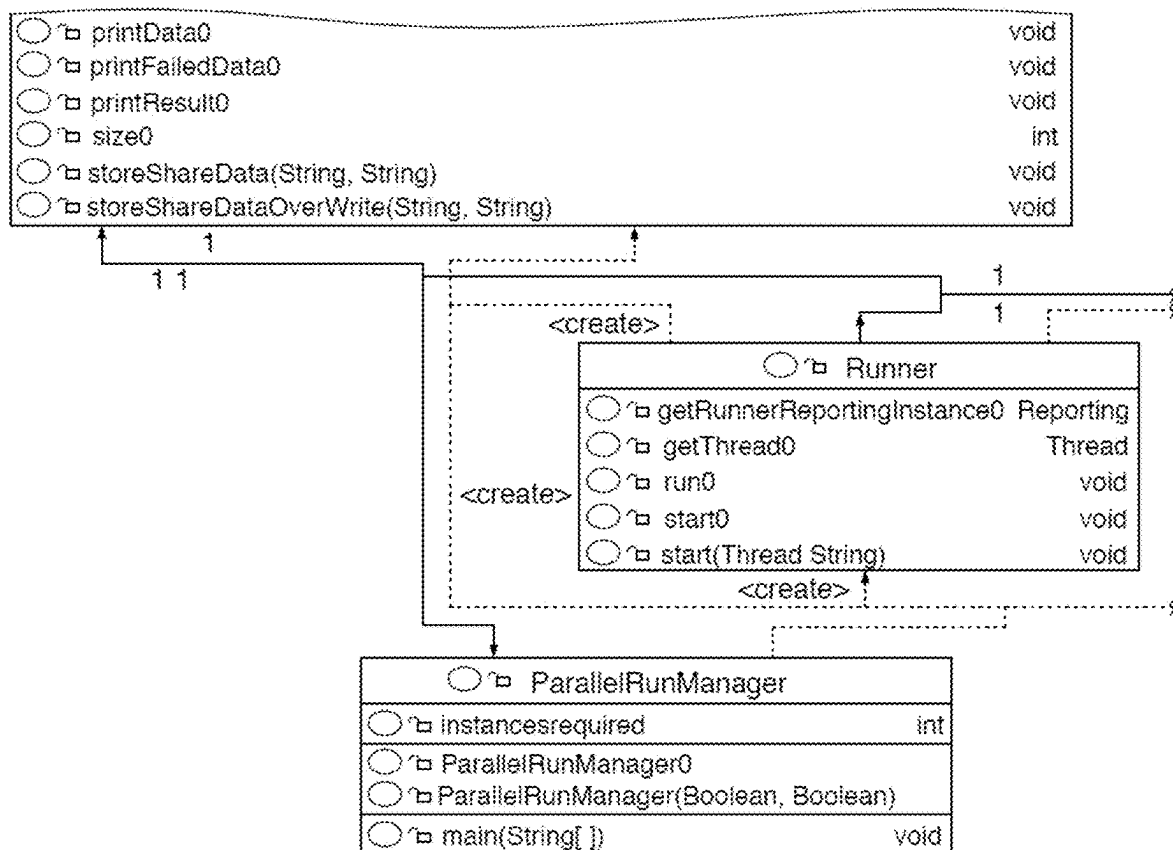 printData0 void
printFailedData0 void
printResult0 void
size0 int
storeShareData(String, String) void
storeShareDataOverWrite(String, String) void
1
1 1
1
1
<create>
Runner
getRunnerReportingInstance0 Reporting
getThread0 Thread
run0 void
<create>
start0 void
start(Thread String) void
<create>
ParallelRunManager
instancesrequired int
ParallelRunManager0
ParallelRunManager(Boolean, Boolean)
main(String[ ]) void